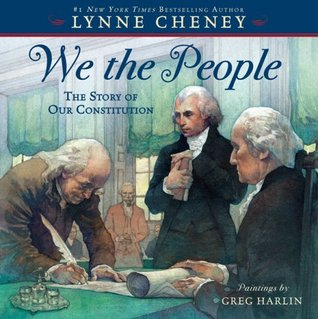 #1 New York Times Bestselling Author
LYNNE CHENEY
We the People
The Story of
Our Constitution
Paintings by
Greg Harlin